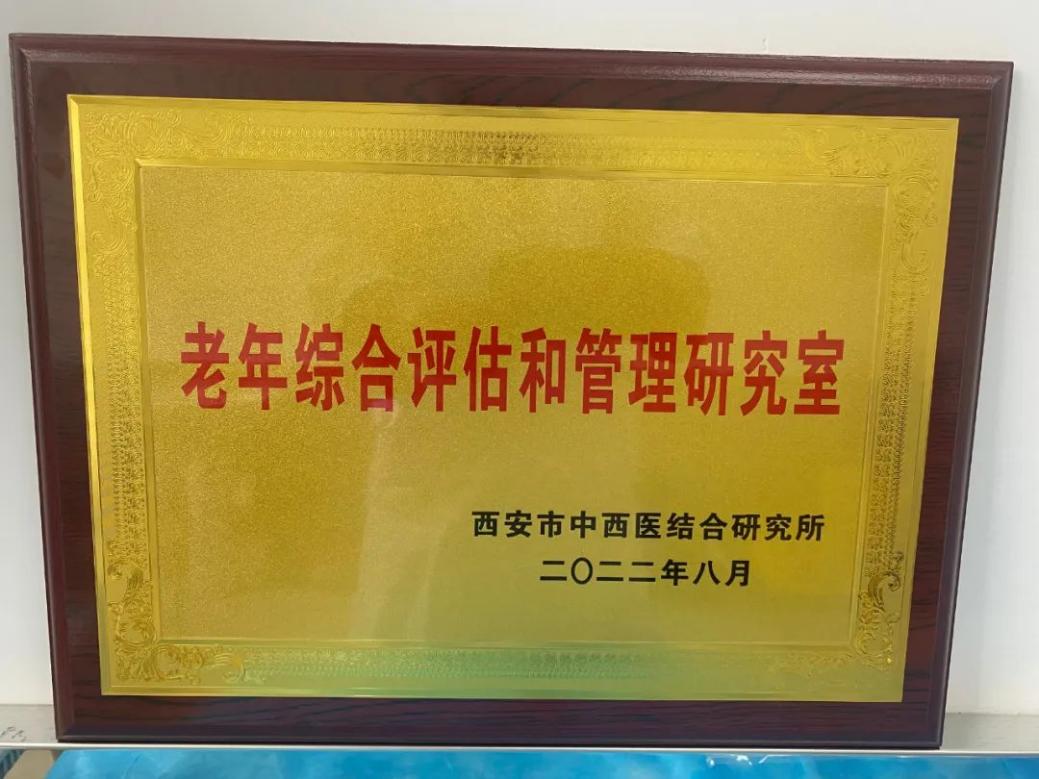 老年综合评估和管理研究室
西安市中西医结合研究所
二〇二二年八月